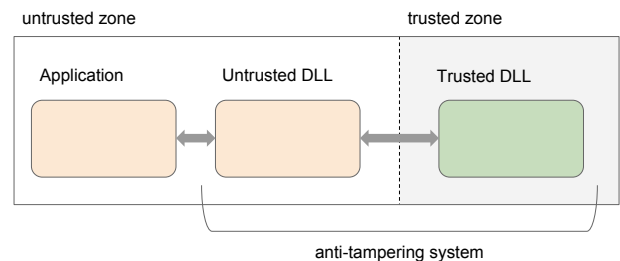 untrusted zone
trusted zone
Application
Untrusted DLL
Trusted DLL
anti-tampering system